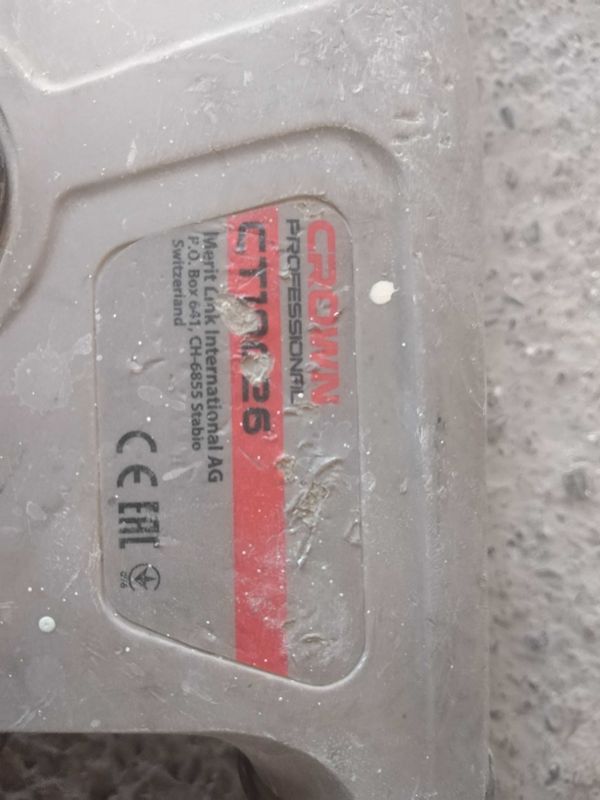 CROWN
PROFESSIONAL
Merit Link International AG
P.O. Box 641, CH-6855 Stabio
Switzerland
CE EAC